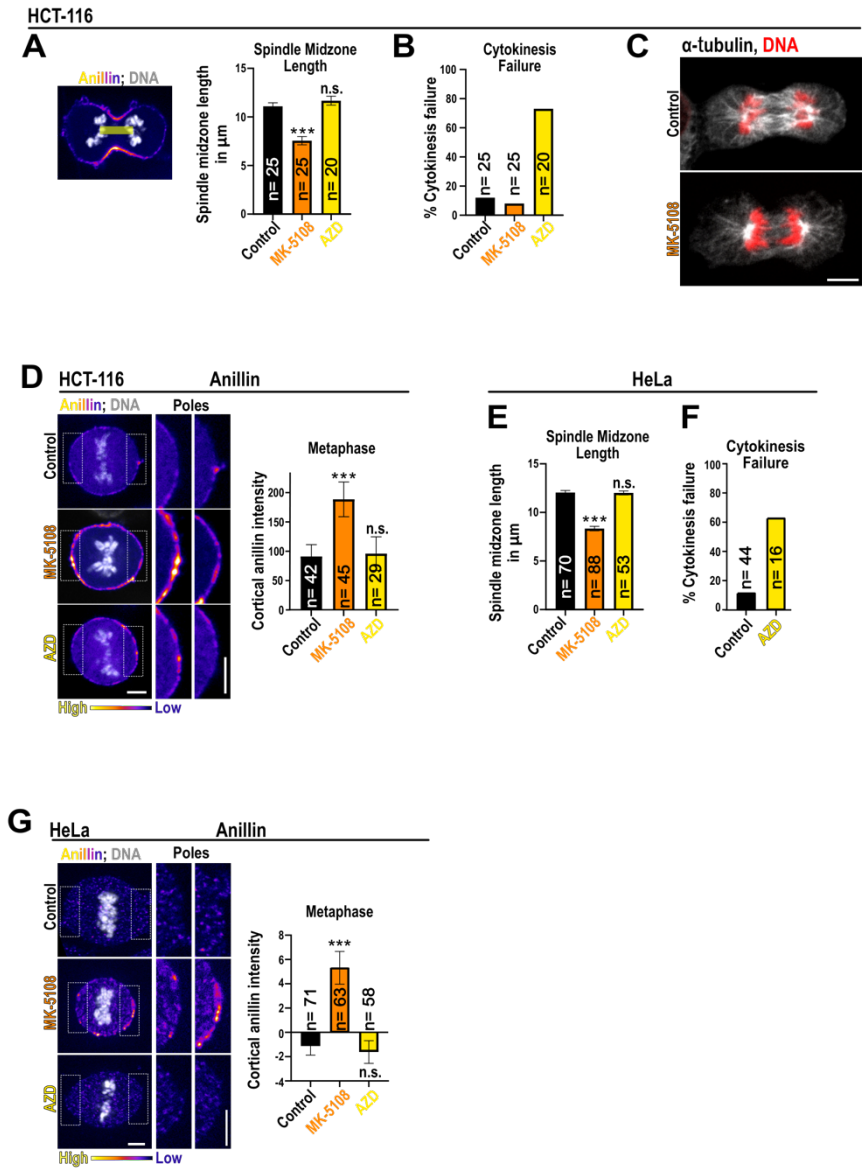 HCT-116
A
Anillin; DNA
Spindle Midzone
Length
Spindle midzone length
in µm
15
10
5
0
n= 25
n= 25
n= 20
***
n.s.
Control
MK-5108
AZD
B
Cytokinesis
Failure
% Cytokinesis failure
100
80
60
40
20
0
n= 25
n= 25
n= 20
Control
MK-5108
AZD
C
α-tubulin, DNA
Control
MK-5108
D
HCT-116
Anillin
Anillin; DNA
Poles
Control
MK-5108
AZD
High
Low
Metaphase
Cortical anillin intensity
200
150
100
50
0
n= 42
n= 45
n= 29
***
n.s.
Control
MK-5108
AZD
HeLa
E
Spindle Midzone
Length
Spindle midzone length
in µm
15
10
5
0
n= 70
n= 88
n= 53
***
n.s.
Control
MK-5108
AZD
F
Cytokinesis
Failure
% Cytokinesis failure
100
80
60
40
20
0
n= 44
n= 16
Control
AZD
G
HeLa
Anillin
Anillin; DNA
Poles
Control
MK-5108
AZD
High
Low
Metaphase
Cortical anillin intensity
8
6
4
2
0
-2
-4
n= 71
n= 63
n= 58
***
n.s.
Control
MK-5108
AZD